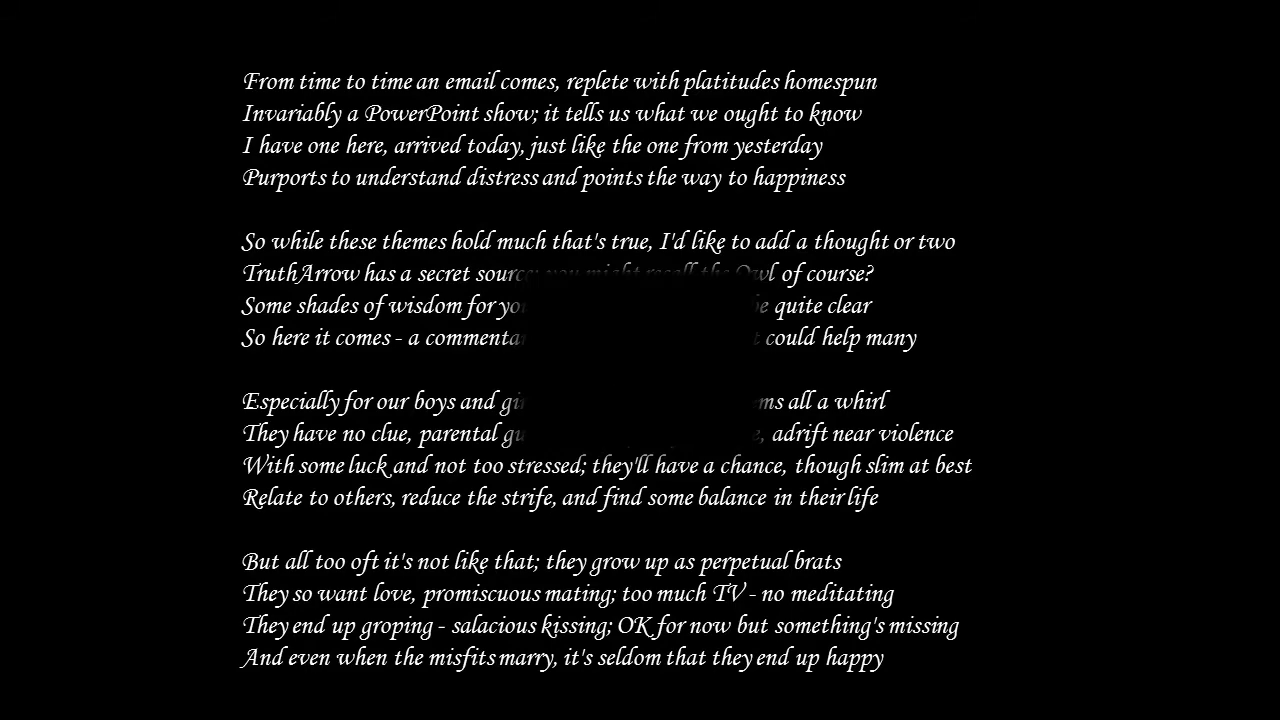 From time to time an email comes, replete with platitudes homespun
Invariably a PowerPoint show; it tells us what we ought to know
I have one here, arrived today, just like the one from yesterday
Purports to understand distress and points the way to happiness
So while these themes hold much that's true, I'd like to add a thought or two
TruthArrow has a secret source; you might recall the Owl of course?
Some shades of wisdom for quite clear
So here it comes - a could help many
Especially for our boys and all a whirl
They have no clue, parental adrift near violence
With some luck and not too stressed; they'll have a chance, though slim at best
Relate to others, reduce the strife, and find some balance in their life
But all too oft it's not like that; they grow up as perpetual brats
They so want love, promiscuous mating; too much TV - no meditating
They end up groping - salacious kissing; OK for now but something's missing
And even when the misfits marry, it's seldom that they end up happy